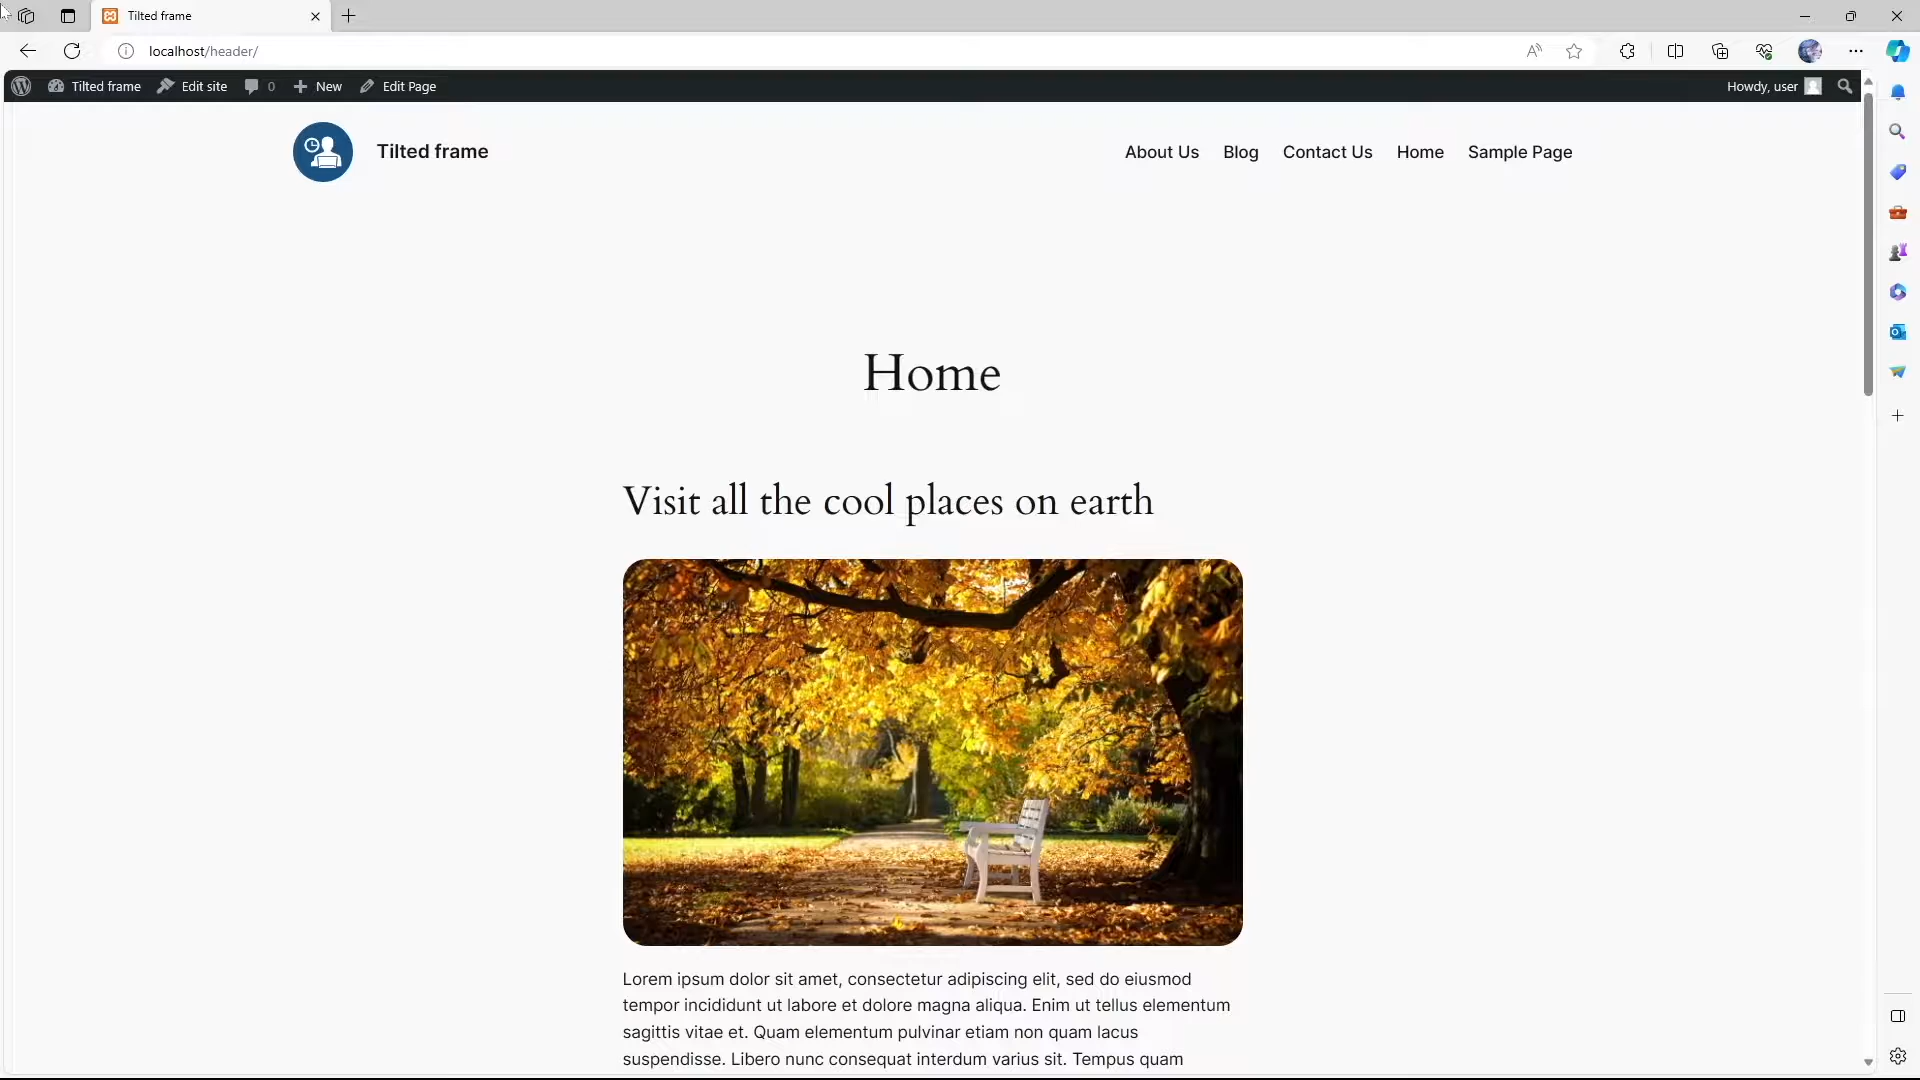 Tilted frame
localhost/header/
Tilted frame Edit site 0 New Edit Page Howdy, user
Tilted frame About Us Blog Contact Us Home Sample Page
Home
Visit all the cool places on earth
Lorem ipsum dolor sit amet, consectetur adipiscing elit, sed do eiusmod
tempor incididunt ut labore et dolore magna aliqua. Enim ut tellus elementum
sagittis vitae et. Quam elementum pulvinar etiam non quam lacus
suspendisse. Libero nunc consequat interdum varius sit. Tempus quam